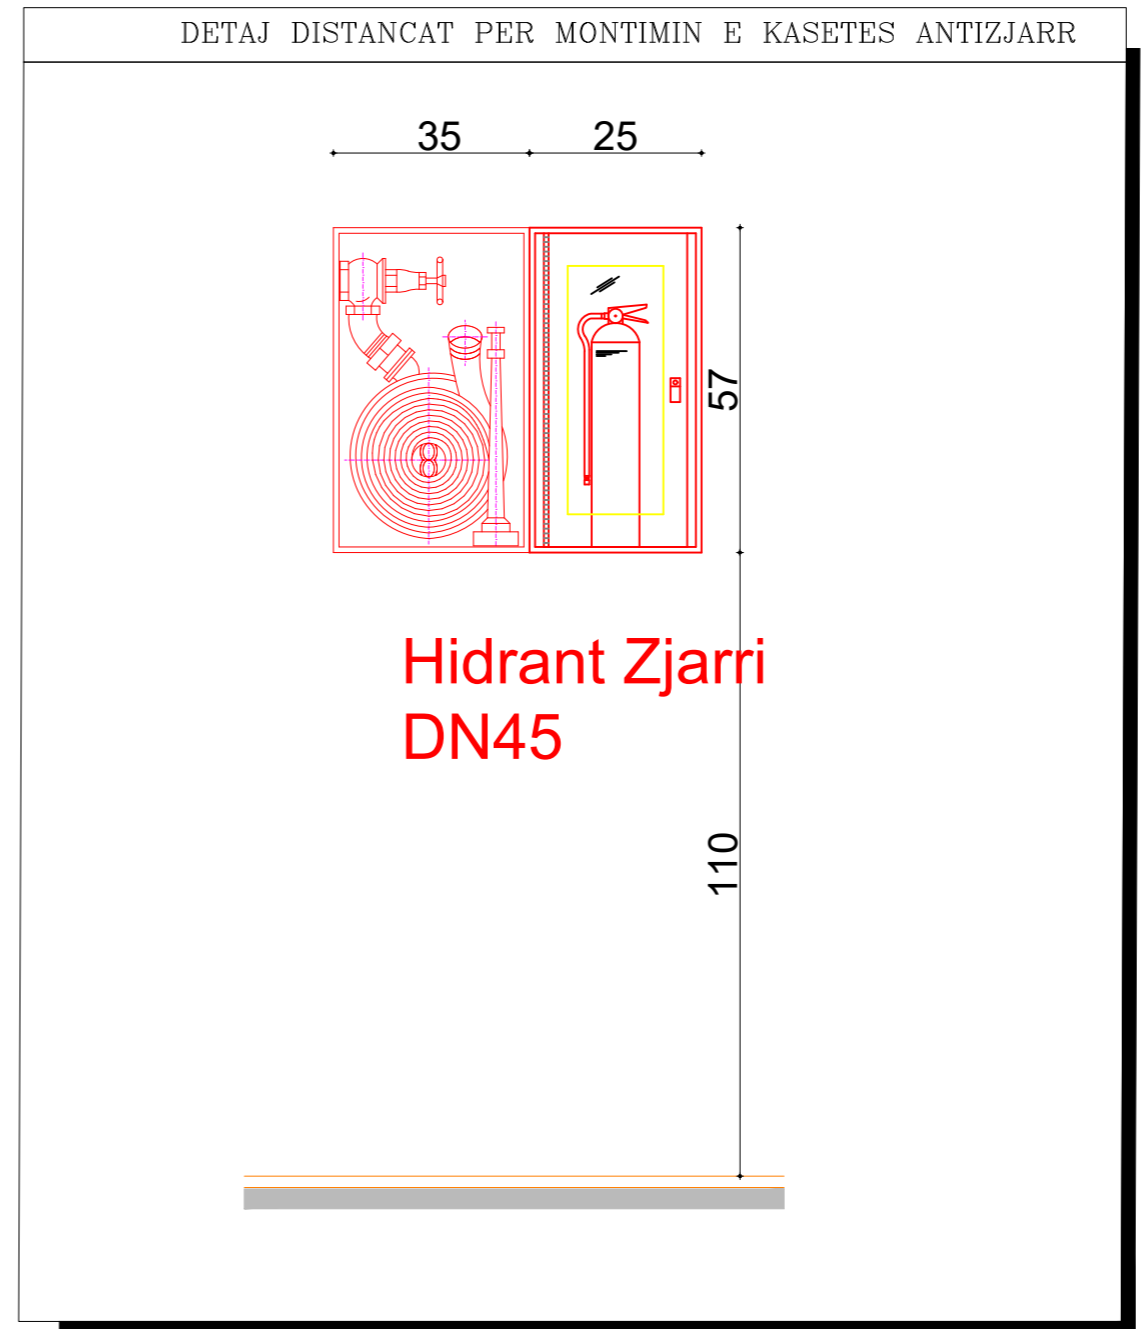 DETAJ DISTANCAT PER MONTIMIN E KASETES ANTIZJARR
35
25
57
Hidrant Zjarri
DN45
110